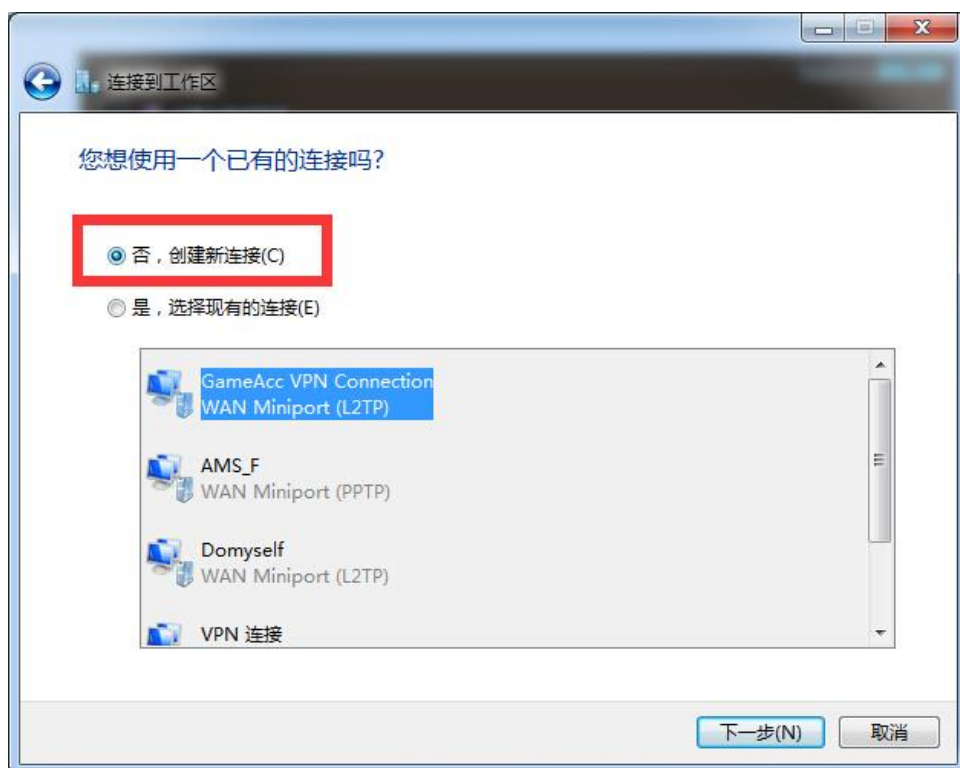 连接到工作区
您想使用一个已有的连接吗?
否，创建新连接(C)
是，选择现有的连接(E)
GameAcc VPN Connection
WAN Miniport (L2TP)
AMS_F
WAN Miniport (PPTP)
Domyself
WAN Miniport (L2TP)
VPN 连接
下一步(N)
取消